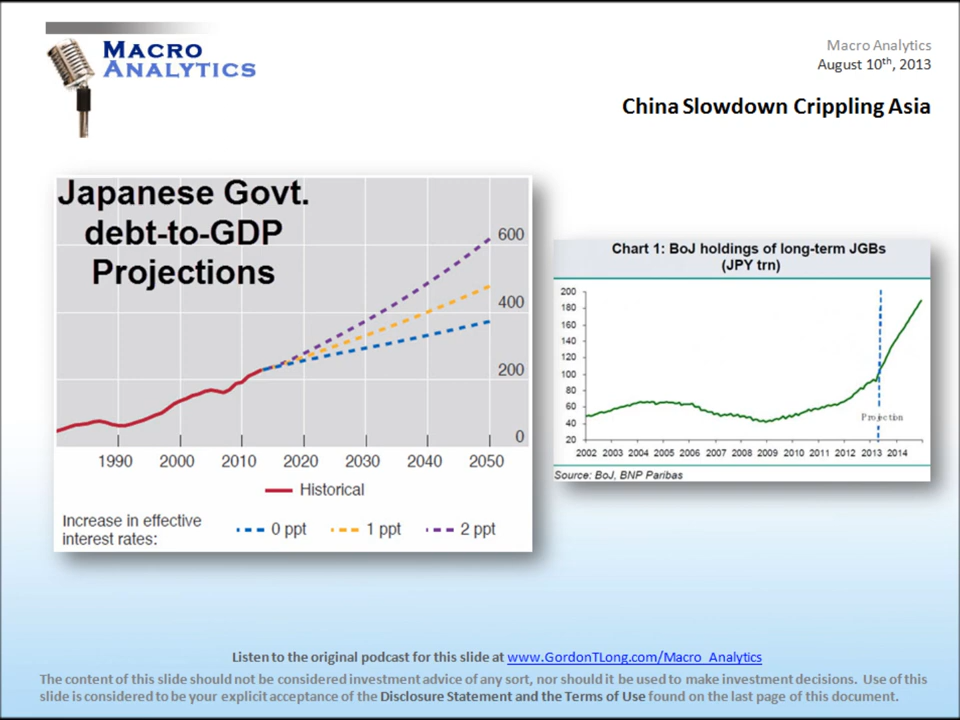 MACRO
ANALYTICS
Macro Analytics
August 10th, 2013
China Slowdown Crippling Asia
Japanese Govt.
debt-to-GDP
Projections
600
400
200
0
1990 2000 2010 2020 2030 2040 2050
Historical
Increase in effective
interest rates:
0 ppt 1 ppt 2 ppt
Chart 1: BoJ holdings of long-term JGBs
(JPY trn)
200
180
160
140
120
100
80
60
40
20
Projection
2002 2003 2004 2005 2006 2007 2008 2009 2010 2011 2012 2013 2014
Source: BoJ, BNP Paribas
Listen to the original podcast for this slide at www.GordonTLong.com/Macro_Analytics
The content of this slide should not be considered investment advice of any sort, nor should it be used to make investment decisions. Use of this
slide is considered to be your explicit acceptance of the Disclosure Statement and the Terms of Use found on the last page of this document.